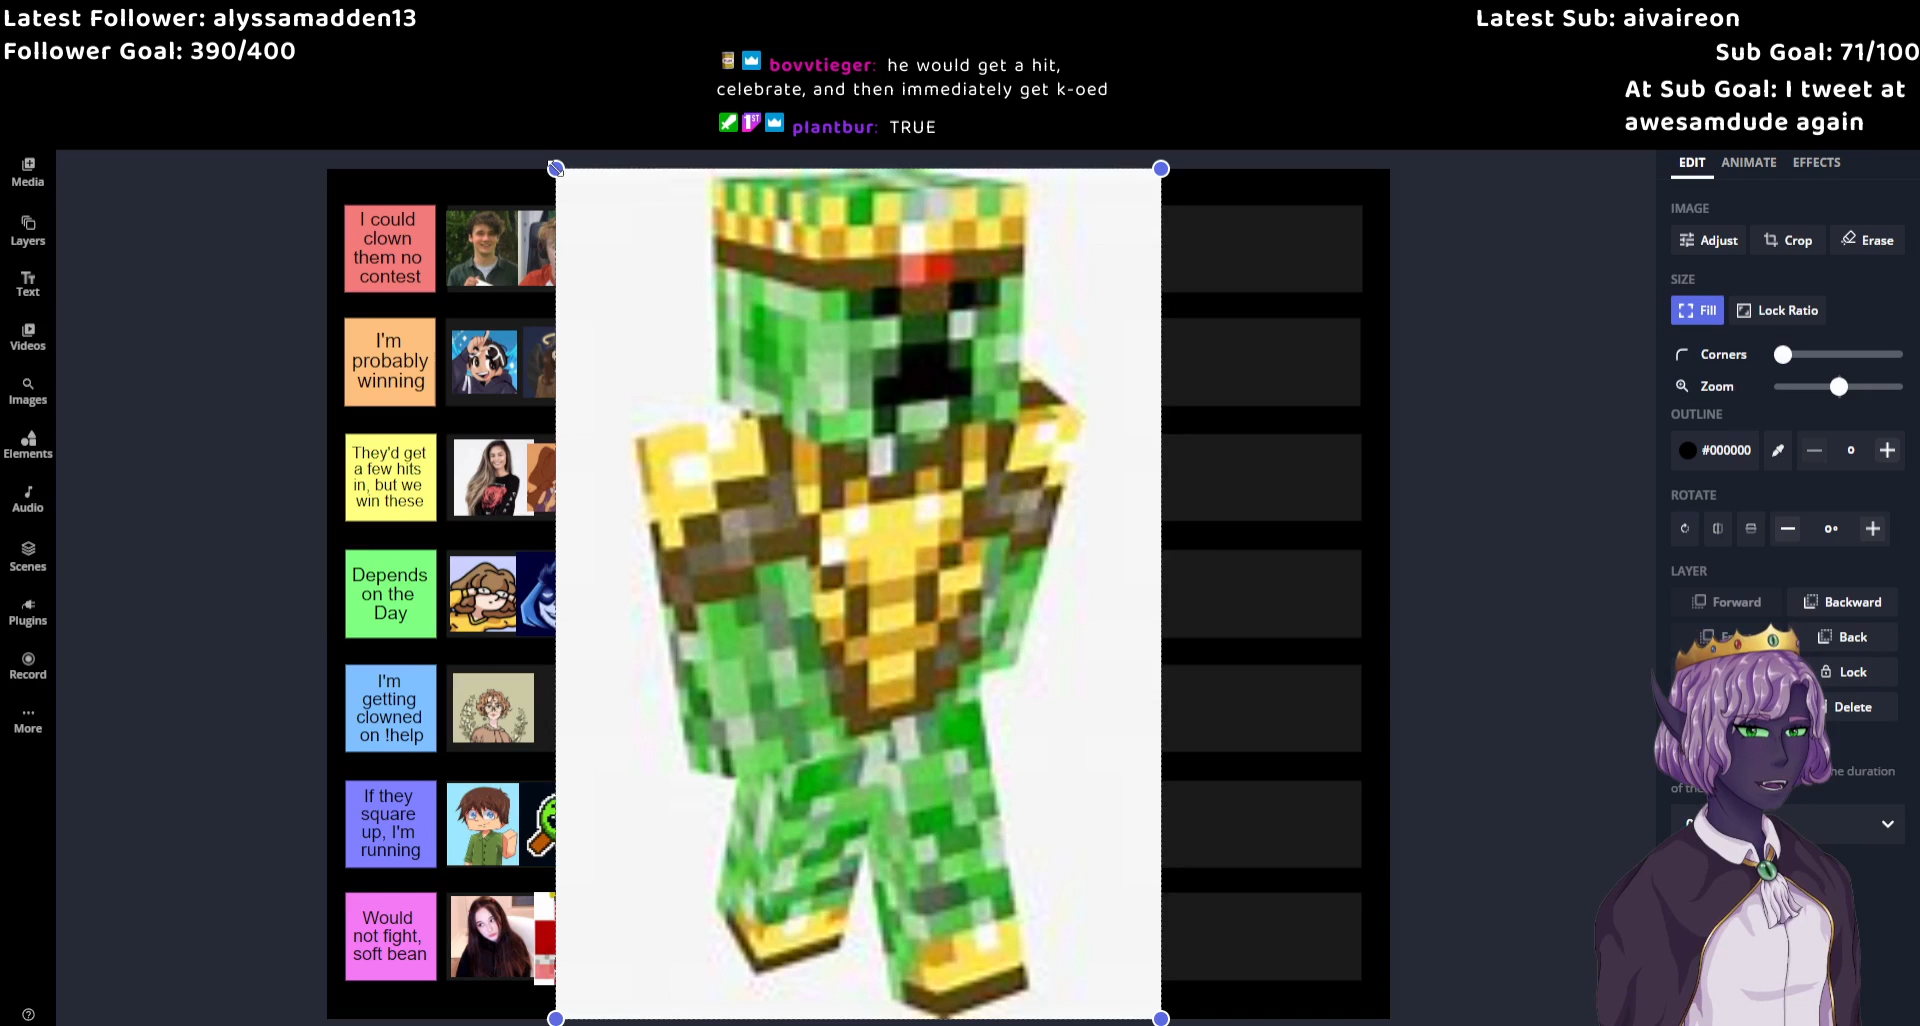 Latest Follower: alyssamadden13
Follower Goal: 390/400
Latest Sub: aivaireon
Sub Goal: 71/100
At Sub Goal: I tweet at
awesamdude again
bovvtieger: he would get a hit,
celebrate, and then immediately get k-oed
1ST plantbur: TRUE
Media
Layers
Tt
Text
Videos
Images
Elements
Audio
Scenes
Plugins
Record
More
I could
clown
them no
contest
I'm
probably
winning
They'd get
a few hits
in, but we
win these
Depends
on the
Day
I'm
getting
clowned
on !help
If they
square
up, I'm
running
Would
not fight,
soft bean
EDIT ANIMATE EFFECTS
IMAGE
Adjust Crop Erase
SIZE
Fill Lock Ratio
Corners
Zoom
OUTLINE
#000000 0
ROTATE
0°
LAYER
Forward Backward
Back
Lock
Delete
duration